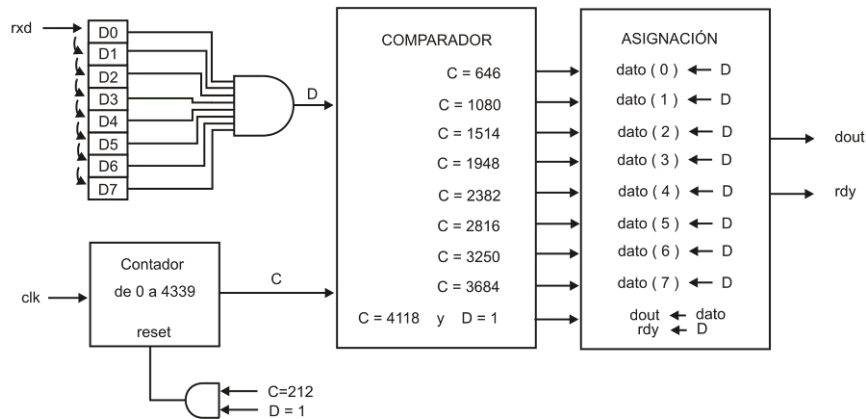 rxd
D0
D1
D2
D3
D4
D5
D6
D7
D
COMPARADOR
C = 646
C = 1080
C = 1514
C = 1948
C = 2382
C = 2816
C = 3250
C = 3684
C = 4118 y D = 1
ASIGNACIÓN
dato ( 0 ) ← D
dato ( 1 ) ← D
dato ( 2 ) ← D
dato ( 3 ) ← D
dato ( 4 ) ← D
dato ( 5 ) ← D
dato ( 6 ) ← D
dato ( 7 ) ← D
dout ← dato
rdy ← D
dout
rdy
clk
Contador
de 0 a 4339
reset
C
C=212
D = 1